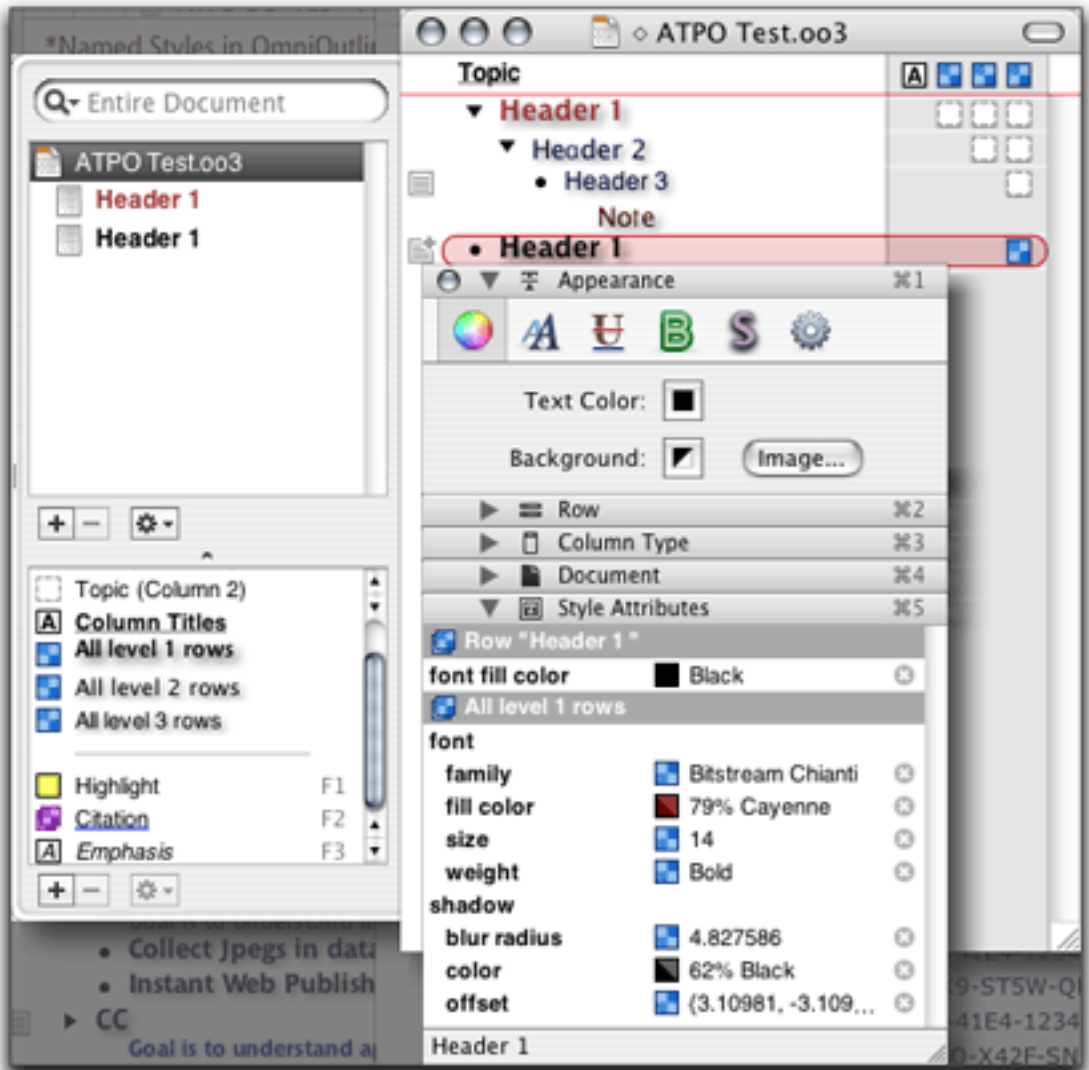 *Named Styles in OmniOutli
ATPO Test.oo3
Entire Document
ATPO Test.oo3
Header 1
Header 1
Topic (Column 2)
A Column Titles
All level 1 rows
All level 2 rows
All level 3 rows
Highlight F1
Citation F2
A Emphasis F3
Topic A
Header 1
Header 2
• Header 3
Note
• Header 1
Appearance ⌘1
A A U B S
Text Color:
Background: Image...
Row ⌘2
Column Type ⌘3
Document ⌘4
Style Attributes ⌘5
Row "Header 1 "
font fill color Black
All level 1 rows
font
family Bitstream Chianti
fill color 79% Cayenne
size 14
weight Bold
shadow
blur radius 4.827586
color 62% Black
offset (3.10981, -3.109...
Header 1
• Collect Jpegs in data
• Instant Web Publish
CC
Goal is to understand a
9-ST5W-Q
-41E4-1234
O-X42F-SN